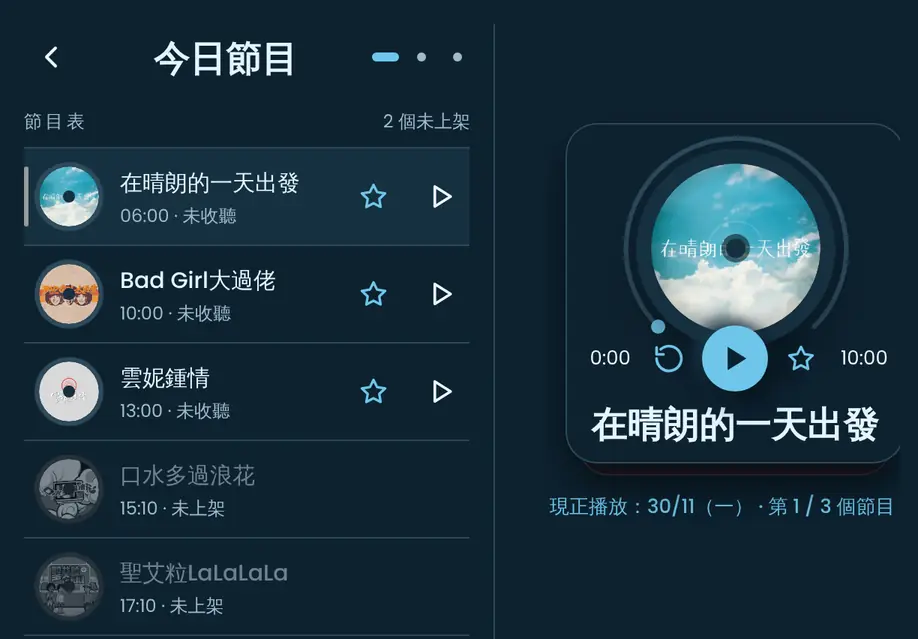 今日節目
節目表
2 個未上架
在晴朗的一天出發
06:00 · 未收聽
Bad Girl大過佬
10:00 · 未收聽
雲妮鍾情
13:00 · 未收聽
口水多過浪花
15:10 · 未上架
聖艾粒LaLaLaLa
17:10 · 未上架
在晴朗 一天出發
0:00
10:00
在晴朗的一天出發
現正播放：30/11（一） · 第 1 / 3 個節目